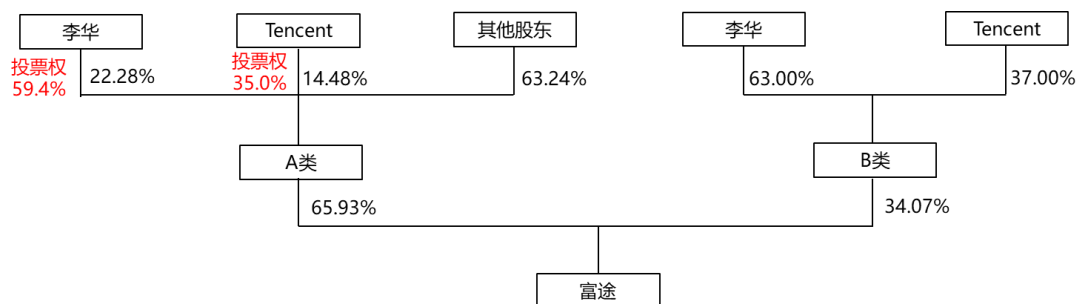 李华
Tencent
其他股东
李华
Tencent
投票权
59.4%
22.28%
投票权
35.0%
14.48%
63.24%
63.00%
37.00%
A类
B类
65.93%
34.07%
富途